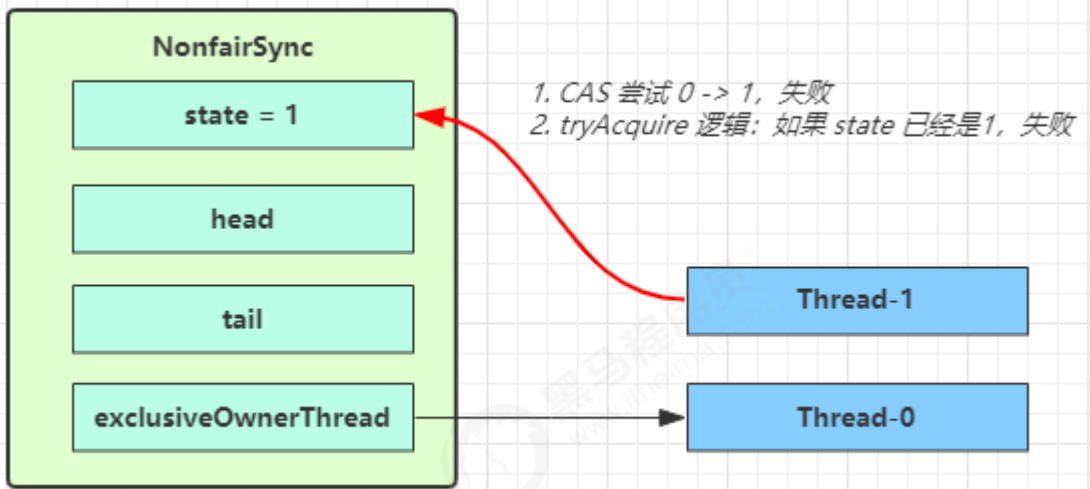 NonfairSync
state = 1
head
tail
exclusiveOwnerThread
1. CAS 尝试 0 -> 1，失败
2. tryAcquire 逻辑：如果 state 已经是1，失败
Thread-1
Thread-0
黑马程序员
www.itheima.com